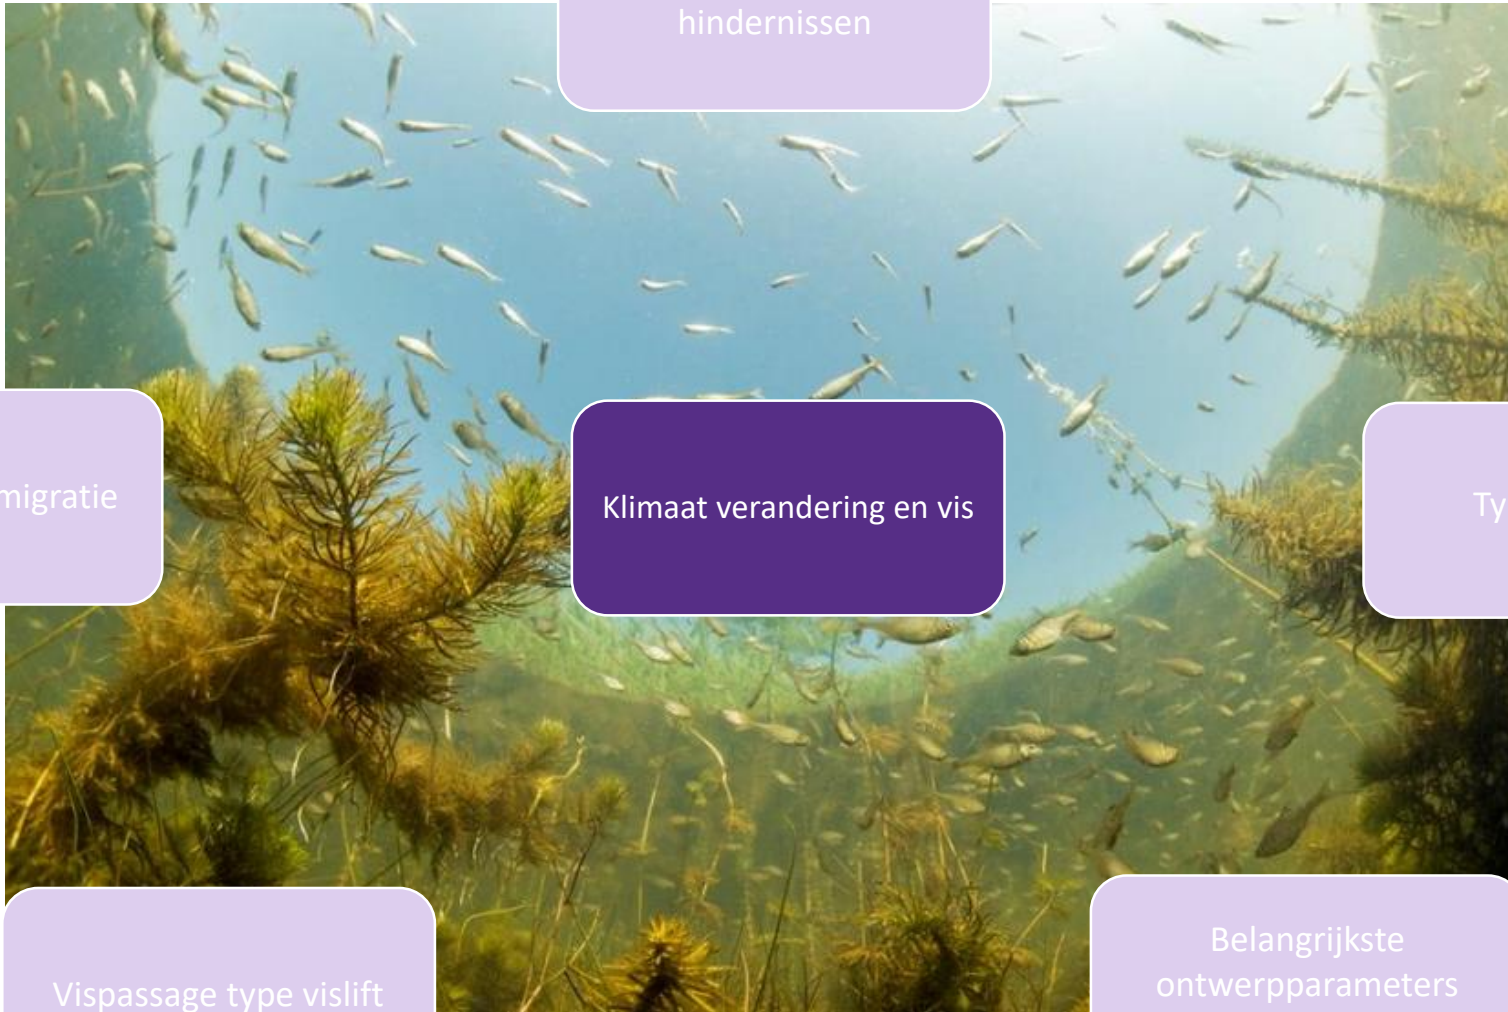 hindernissen
migratie
Klimaat verandering en vis
Ty
Vispassage type vislift
Belangrijkste
ontwerpparameters